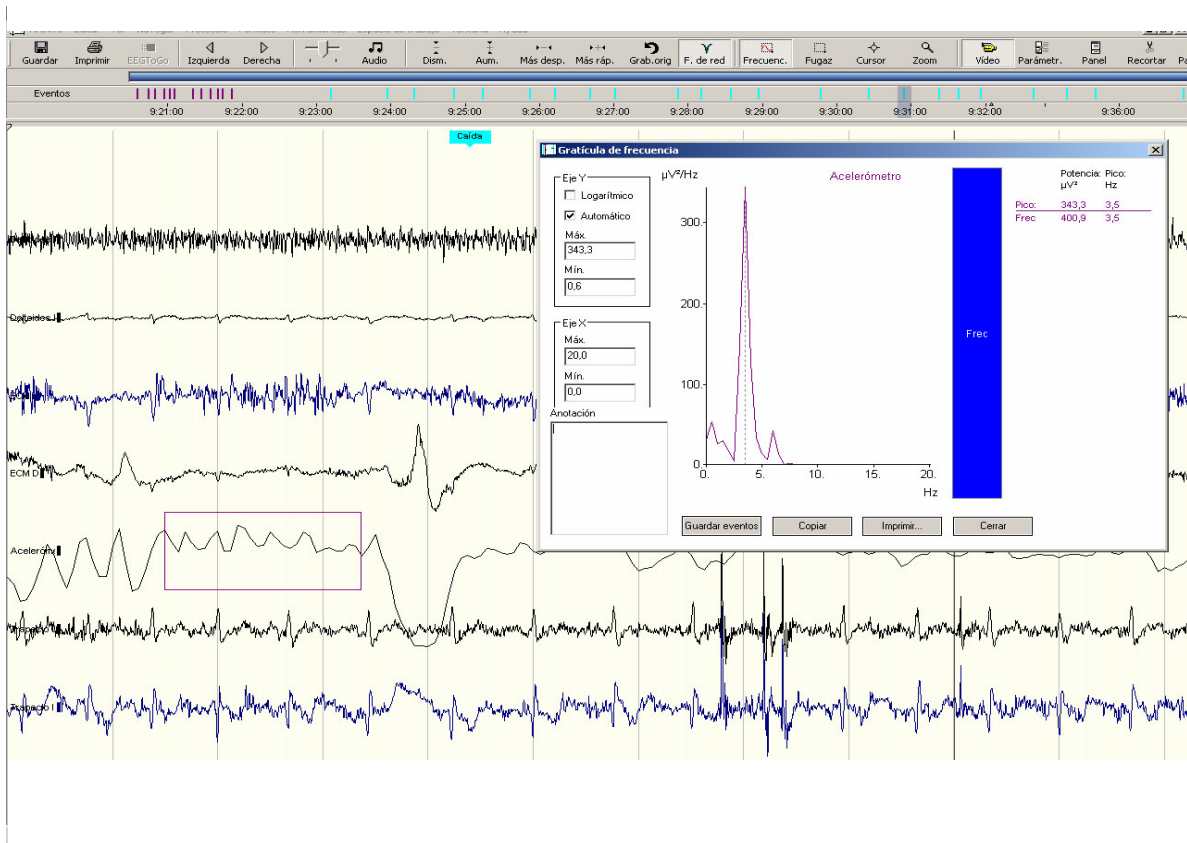 Guardar Imprimir EEGToGo Izquierda Derecha Audio Dism. Aum. Más desp. Más ráp. Grab.orig F. de red Frecuenc. Fugaz Cursor Zoom Vídeo Parámetr. Panel Recortar
Eventos
9:21:00 9:22:00 9:23:00 9:24:00 9:25:00 9:26:00 9:27:00 9:28:00 9:29:00 9:30:00 9:31:00 9:32:00 9:36:00
Caída
Gratícula de frecuencia
Eje Y
Logarítmico
Automático
Máx.
343,3
Mín.
0,6
Eje X
Máx.
20,0
Mín.
0,0
Anotación
µV²/Hz
Acelerómetro
300.
200.
100.
0.
0. 5. 10. 15. 20.
Hz
Frec
Potencia: Pico:
µV² Hz
Pico: 343,3 3,5
Frec 400,9 3,5
Guardar eventos Copiar Imprimir... Cerrar
Deltoides I
ECM D
Acelerómetro
Trapecio I